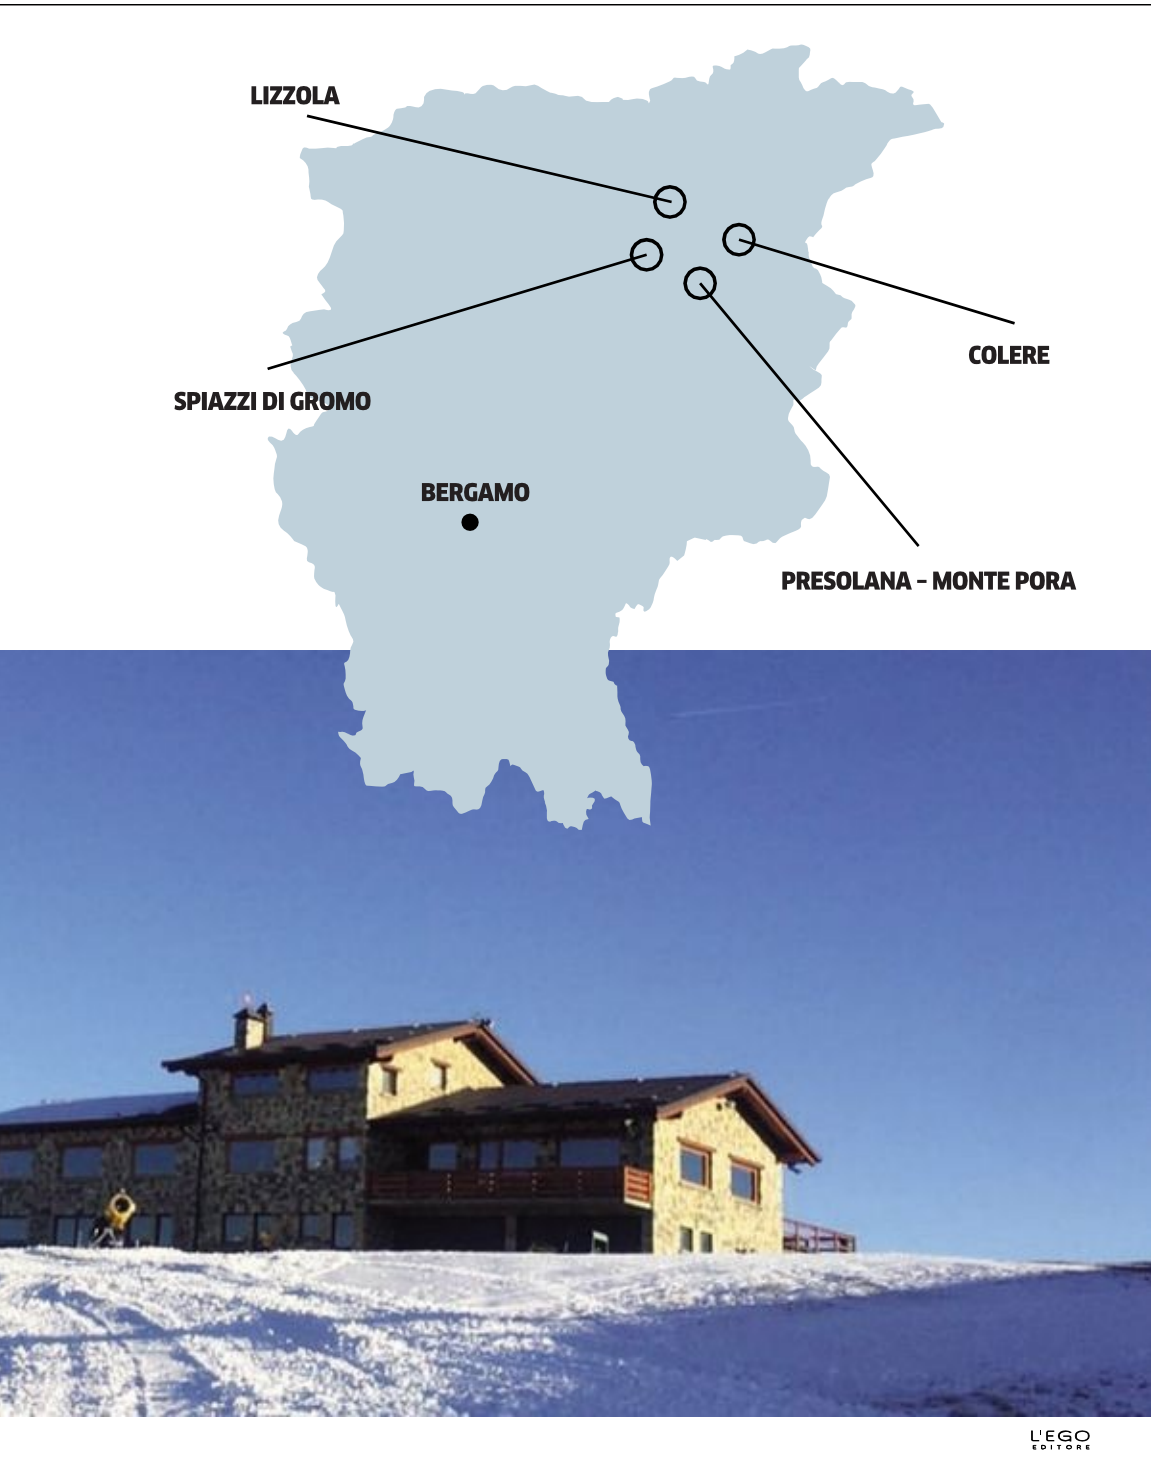 LIZZOLA
COLERE
SPIAZZI DI GROMO
BERGAMO
PRESOLANA – MONTE PORA
L'EGO
EDITORE